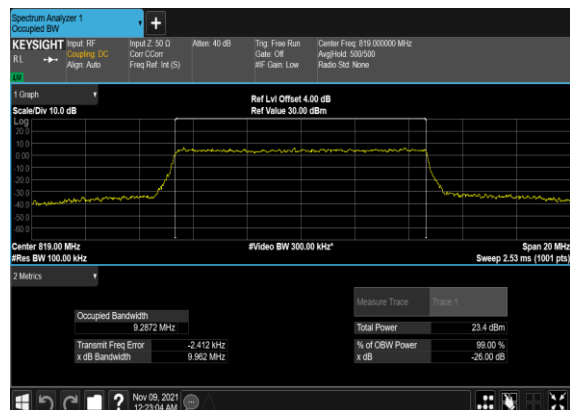 Spectrum Analyzer 1
Occupied BW
+
KEYSIGHT Input: RF Input Z: 50 Ω Atten: 40 dB Trig: Free Run Center Freq: 819.000000 MHz
RL Coupling: DC Corr CCorr Gate: Off Avg|Hold: 500/500
Align: Auto Freq Ref: Int (S) #IF Gain: Low Radio Std: None
1 Graph
Ref Lvl Offset 4.00 dB
Scale/Div 10.0 dB Ref Value 30.00 dBm
Log
20.0
10.0
0.00
-10.0
-20.0
-30.0
-40.0
-50.0
-60.0
Center 819.00 MHz #Video BW 300.00 kHz* Span 20 MHz
#Res BW 100.00 kHz Sweep 2.53 ms (1001 pts)
2 Metrics
Measure Trace Trace 1
Occupied Bandwidth
9.2872 MHz Total Power 23.4 dBm
Transmit Freq Error -2.412 kHz % of OBW Power 99.00 %
x dB Bandwidth 9.962 MHz x dB -26.00 dB
? Nov 09, 2021
12:23:04 AM